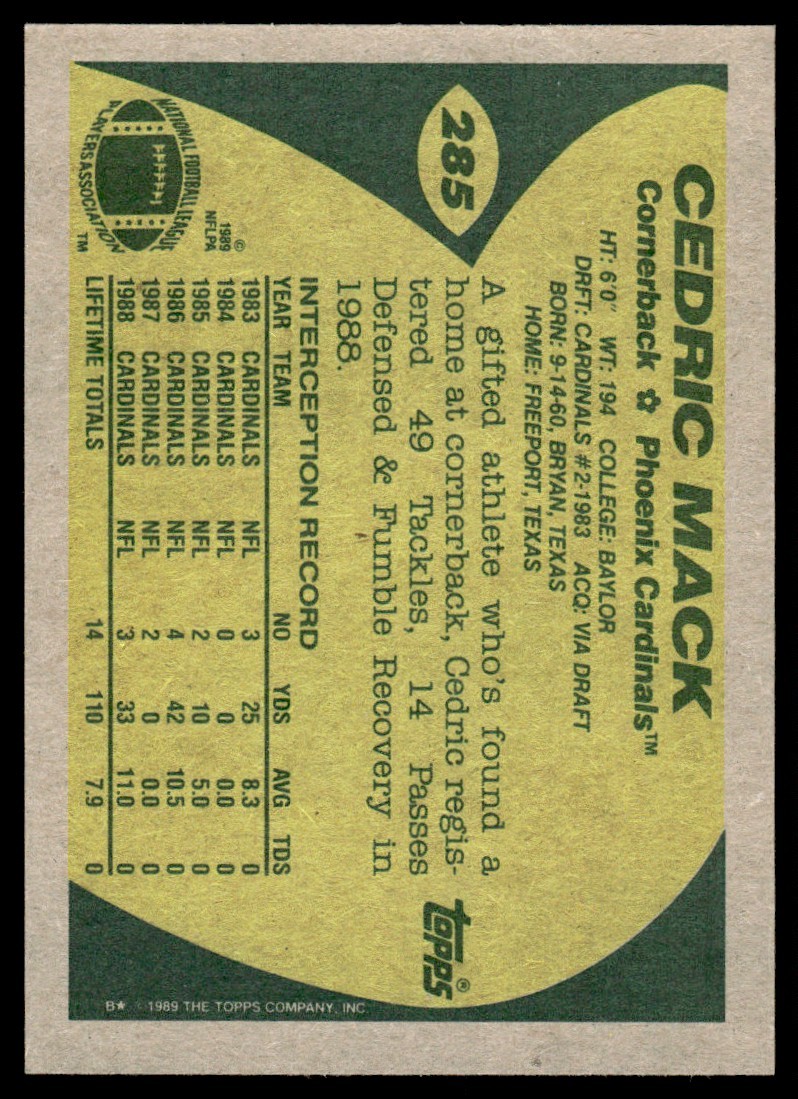 285
CEDRIC MACK
Cornerback ✿ Phoenix Cardinals™
HT: 6'0" WT: 194 COLLEGE: BAYLOR
DRFT: CARDINALS #2-1983 ACQ: VIA DRAFT
BORN: 9-14-60, BRYAN, TEXAS
HOME: FREEPORT, TEXAS
A gifted athlete who's found a
home at cornerback, Cedric regis-
tered 49 Tackles, 14 Passes
Defensed & Fumble Recovery in
1988.
topps®
INTERCEPTION RECORD
YEAR TEAM NO YDS AVG TDS
1983 CARDINALS NFL 3 25 8.3 0
1984 CARDINALS NFL 0 0 0.0 0
1985 CARDINALS NFL 2 10 5.0 0
1986 CARDINALS NFL 4 42 10.5 0
1987 CARDINALS NFL 2 0 0.0 0
1988 CARDINALS NFL 3 33 11.0 0
LIFETIME TOTALS 14 110 7.9 0
NATIONAL FOOTBALL LEAGUE
PLAYERS ASSOCIATION
TM
©
1989
NFLPA
B★ 1989 THE TOPPS COMPANY, INC.